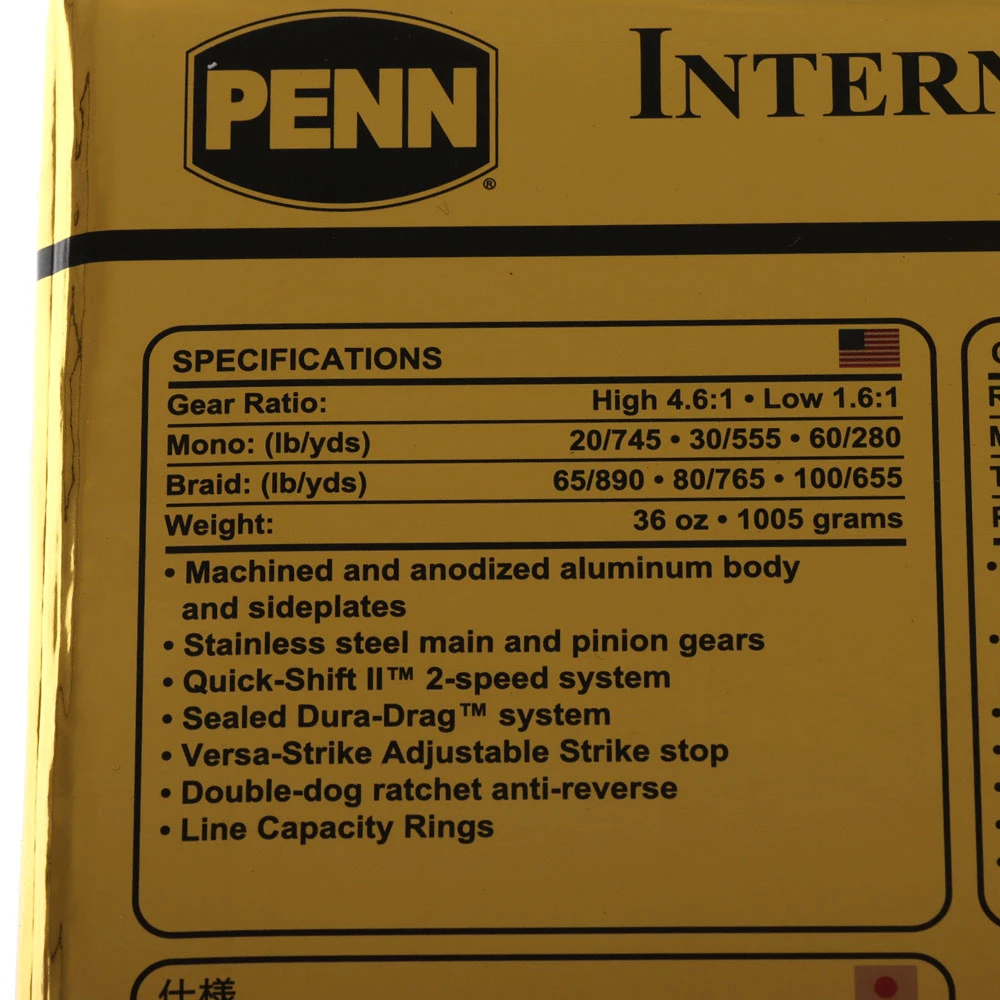 PENN
®
INTERN
SPECIFICATIONS
Gear Ratio: High 4.6:1 • Low 1.6:1
Mono: (lb/yds) 20/745 • 30/555 • 60/280
Braid: (lb/yds) 65/890 • 80/765 • 100/655
Weight: 36 oz • 1005 grams
• Machined and anodized aluminum body
and sideplates
• Stainless steel main and pinion gears
• Quick-Shift II™ 2-speed system
• Sealed Dura-Drag™ system
• Versa-Strike Adjustable Strike stop
• Double-dog ratchet anti-reverse
• Line Capacity Rings
仕様